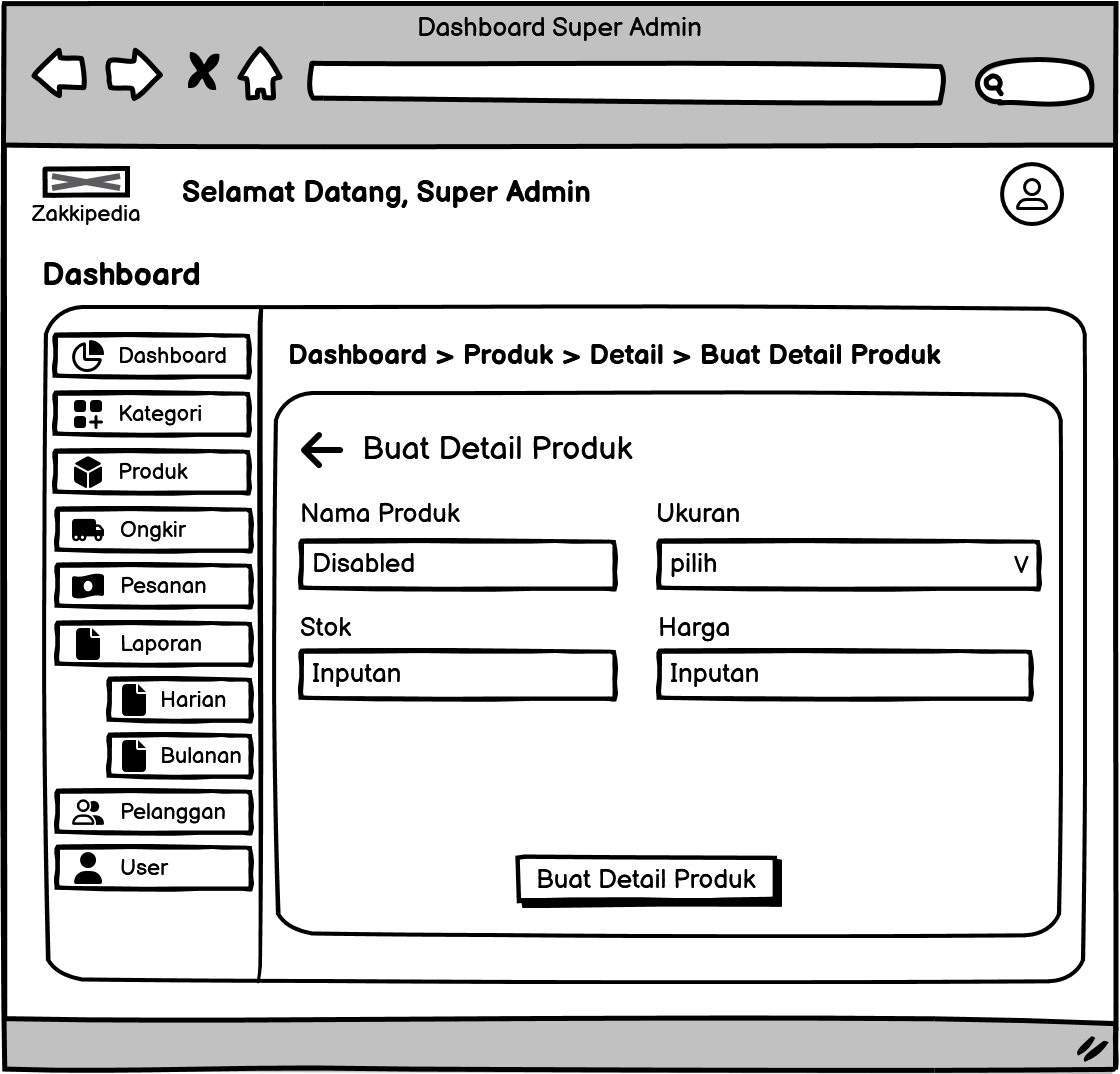 Dashboard Super Admin
Zakkipedia
Selamat Datang, Super Admin
Dashboard
Dashboard
Kategori
Produk
Ongkir
Pesanan
Laporan
Harian
Bulanan
Pelanggan
User
Dashboard > Produk > Detail > Buat Detail Produk
Buat Detail Produk
Nama Produk
Disabled
Ukuran
pilih V
Stok
Inputan
Harga
Inputan
Buat Detail Produk